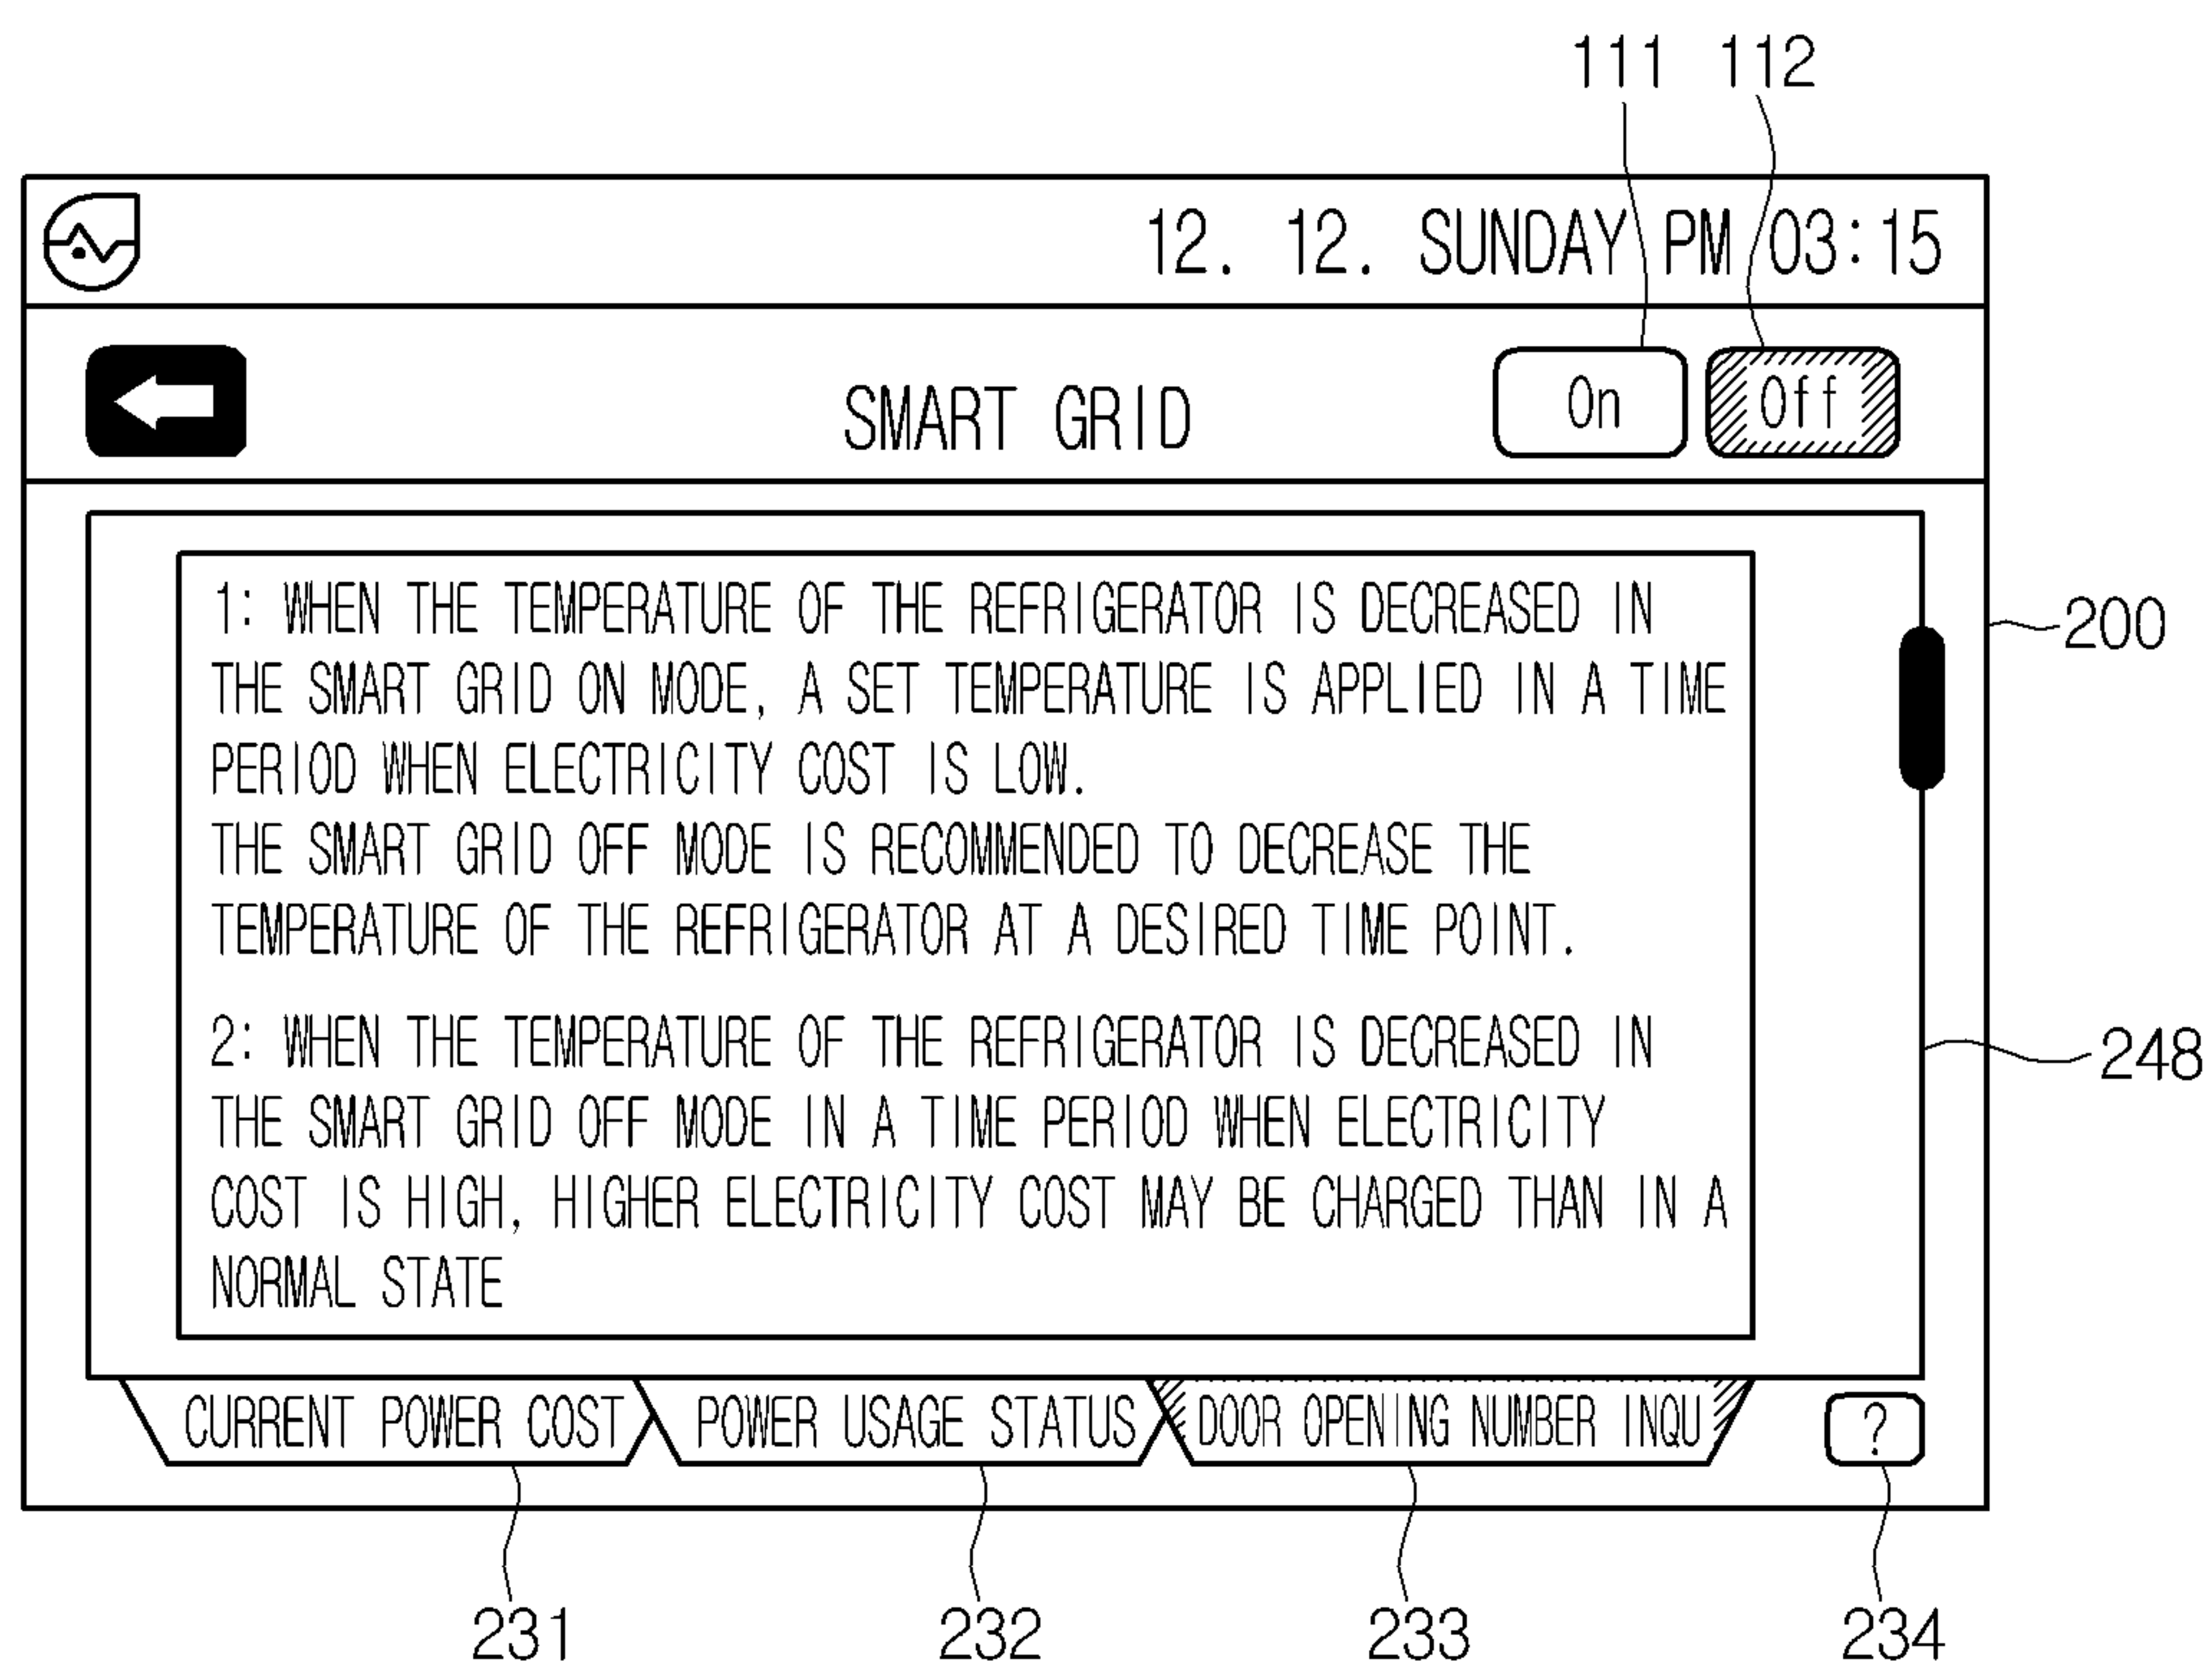 111 112
12. 12. SUNDAY PM 03:15
SMART GRID
On
Off
1: WHEN THE TEMPERATURE OF THE REFRIGERATOR IS DECREASED IN
THE SMART GRID ON MODE, A SET TEMPERATURE IS APPLIED IN A TIME
PERIOD WHEN ELECTRICITY COST IS LOW.
THE SMART GRID OFF MODE IS RECOMMENDED TO DECREASE THE
TEMPERATURE OF THE REFRIGERATOR AT A DESIRED TIME POINT.
2: WHEN THE TEMPERATURE OF THE REFRIGERATOR IS DECREASED IN
THE SMART GRID OFF MODE IN A TIME PERIOD WHEN ELECTRICITY
COST IS HIGH, HIGHER ELECTRICITY COST MAY BE CHARGED THAN IN A
NORMAL STATE
200
248
CURRENT POWER COST
POWER USAGE STATUS
DOOR OPENING NUMBER INQU
?
231 232 233 234